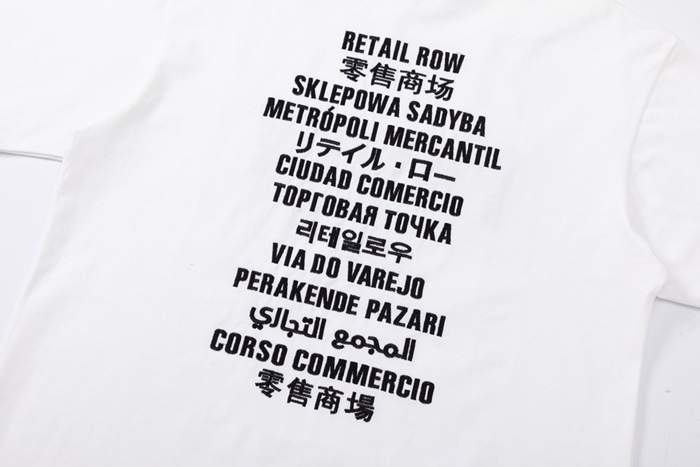 RETAIL ROW
零售商场
SKLEPOWA SADYBA
METRÓPOLI MERCANTIL
リテイル・ロー
CIUDAD COMERCIO
ТОРГОВАЯ ТОЧКА
리테일로우
VIA DO VAREJO
PERAKENDE PAZARI
المجمع التجاري
CORSO COMMERCIO
零售商場